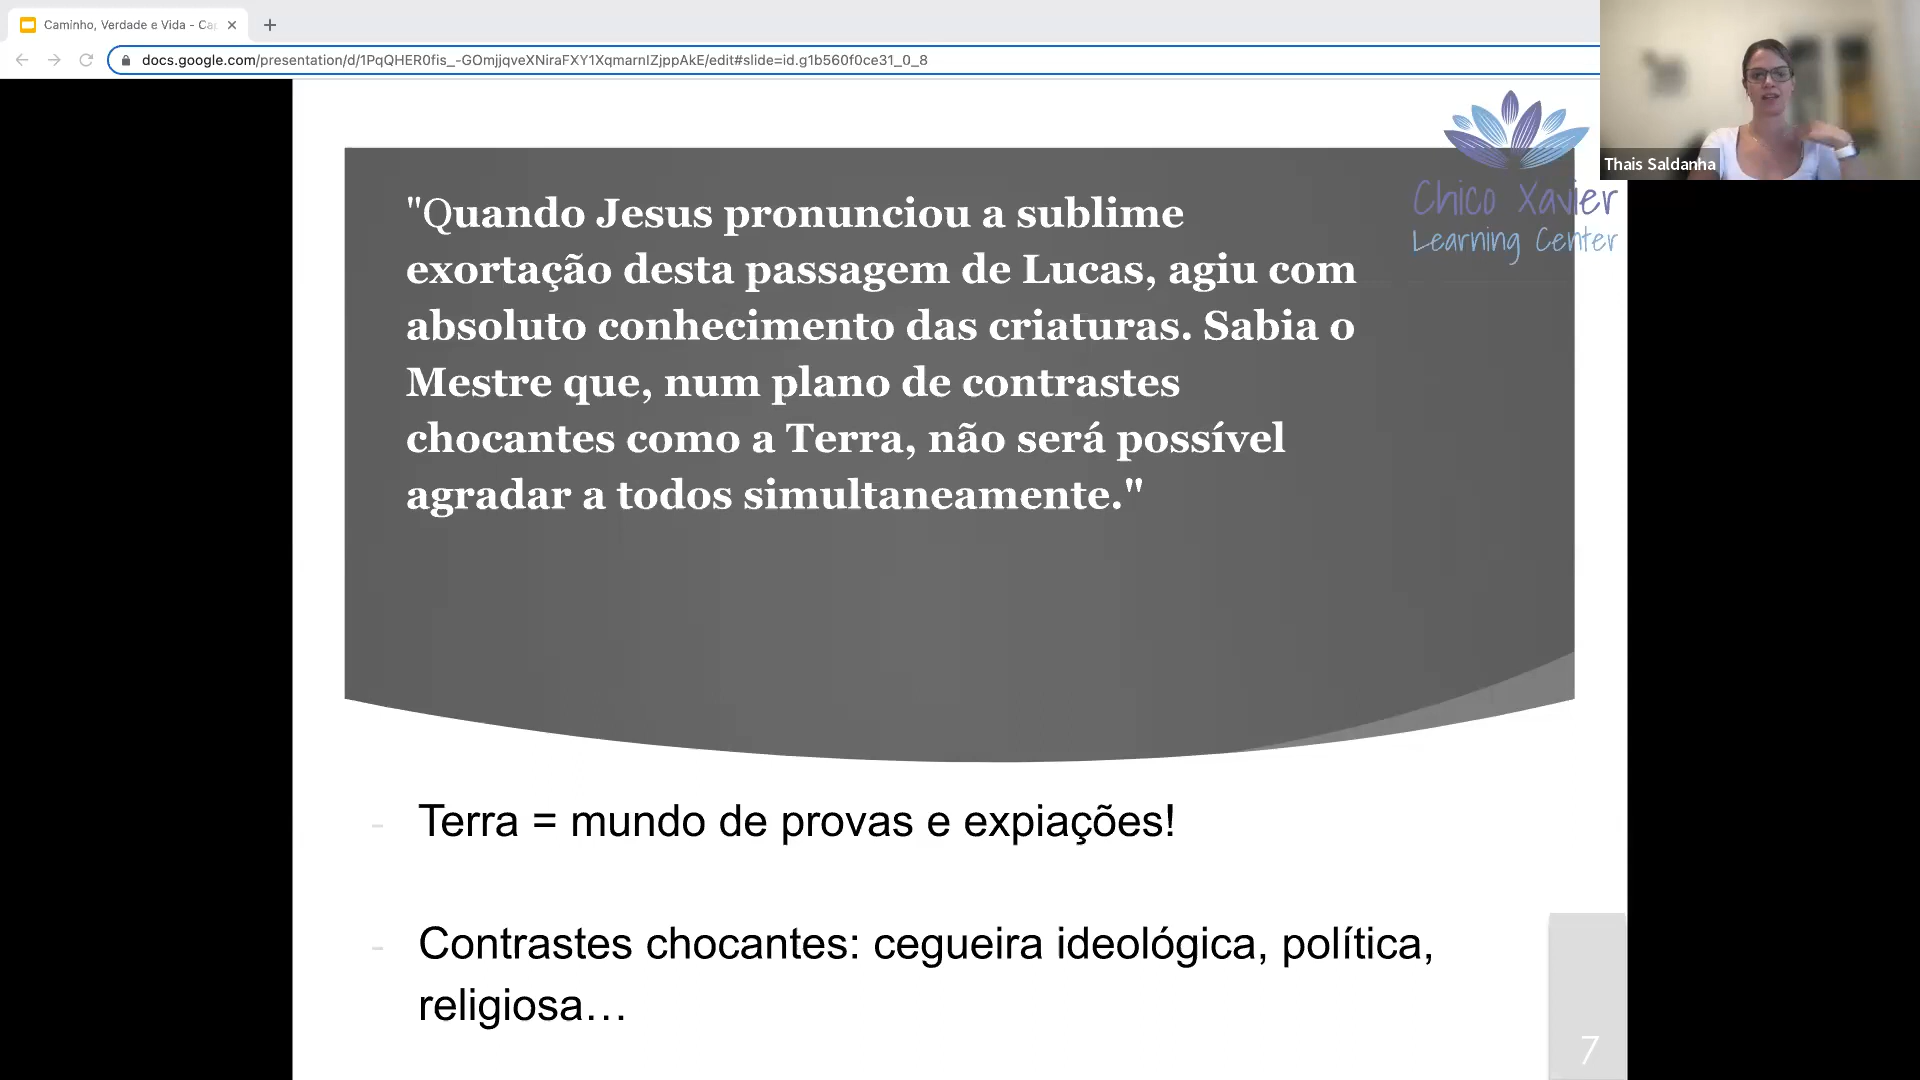 Caminho, Verdade e Vida - Ca
docs.google.com/presentation/d/1PqQHER0fis_-GOmjjqveXNiraFXY1XqmarnIZjppAkE/edit#slide=id.g1b560f0ce31_0_8
Thais Saldanha
Chico Xavier
Learning Center
"Quando Jesus pronunciou a sublime
exortação desta passagem de Lucas, agiu com
absoluto conhecimento das criaturas. Sabia o
Mestre que, num plano de contrastes
chocantes como a Terra, não será possível
agradar a todos simultaneamente."
- Terra = mundo de provas e expiações!
- Contrastes chocantes: cegueira ideológica, política,
religiosa…
7